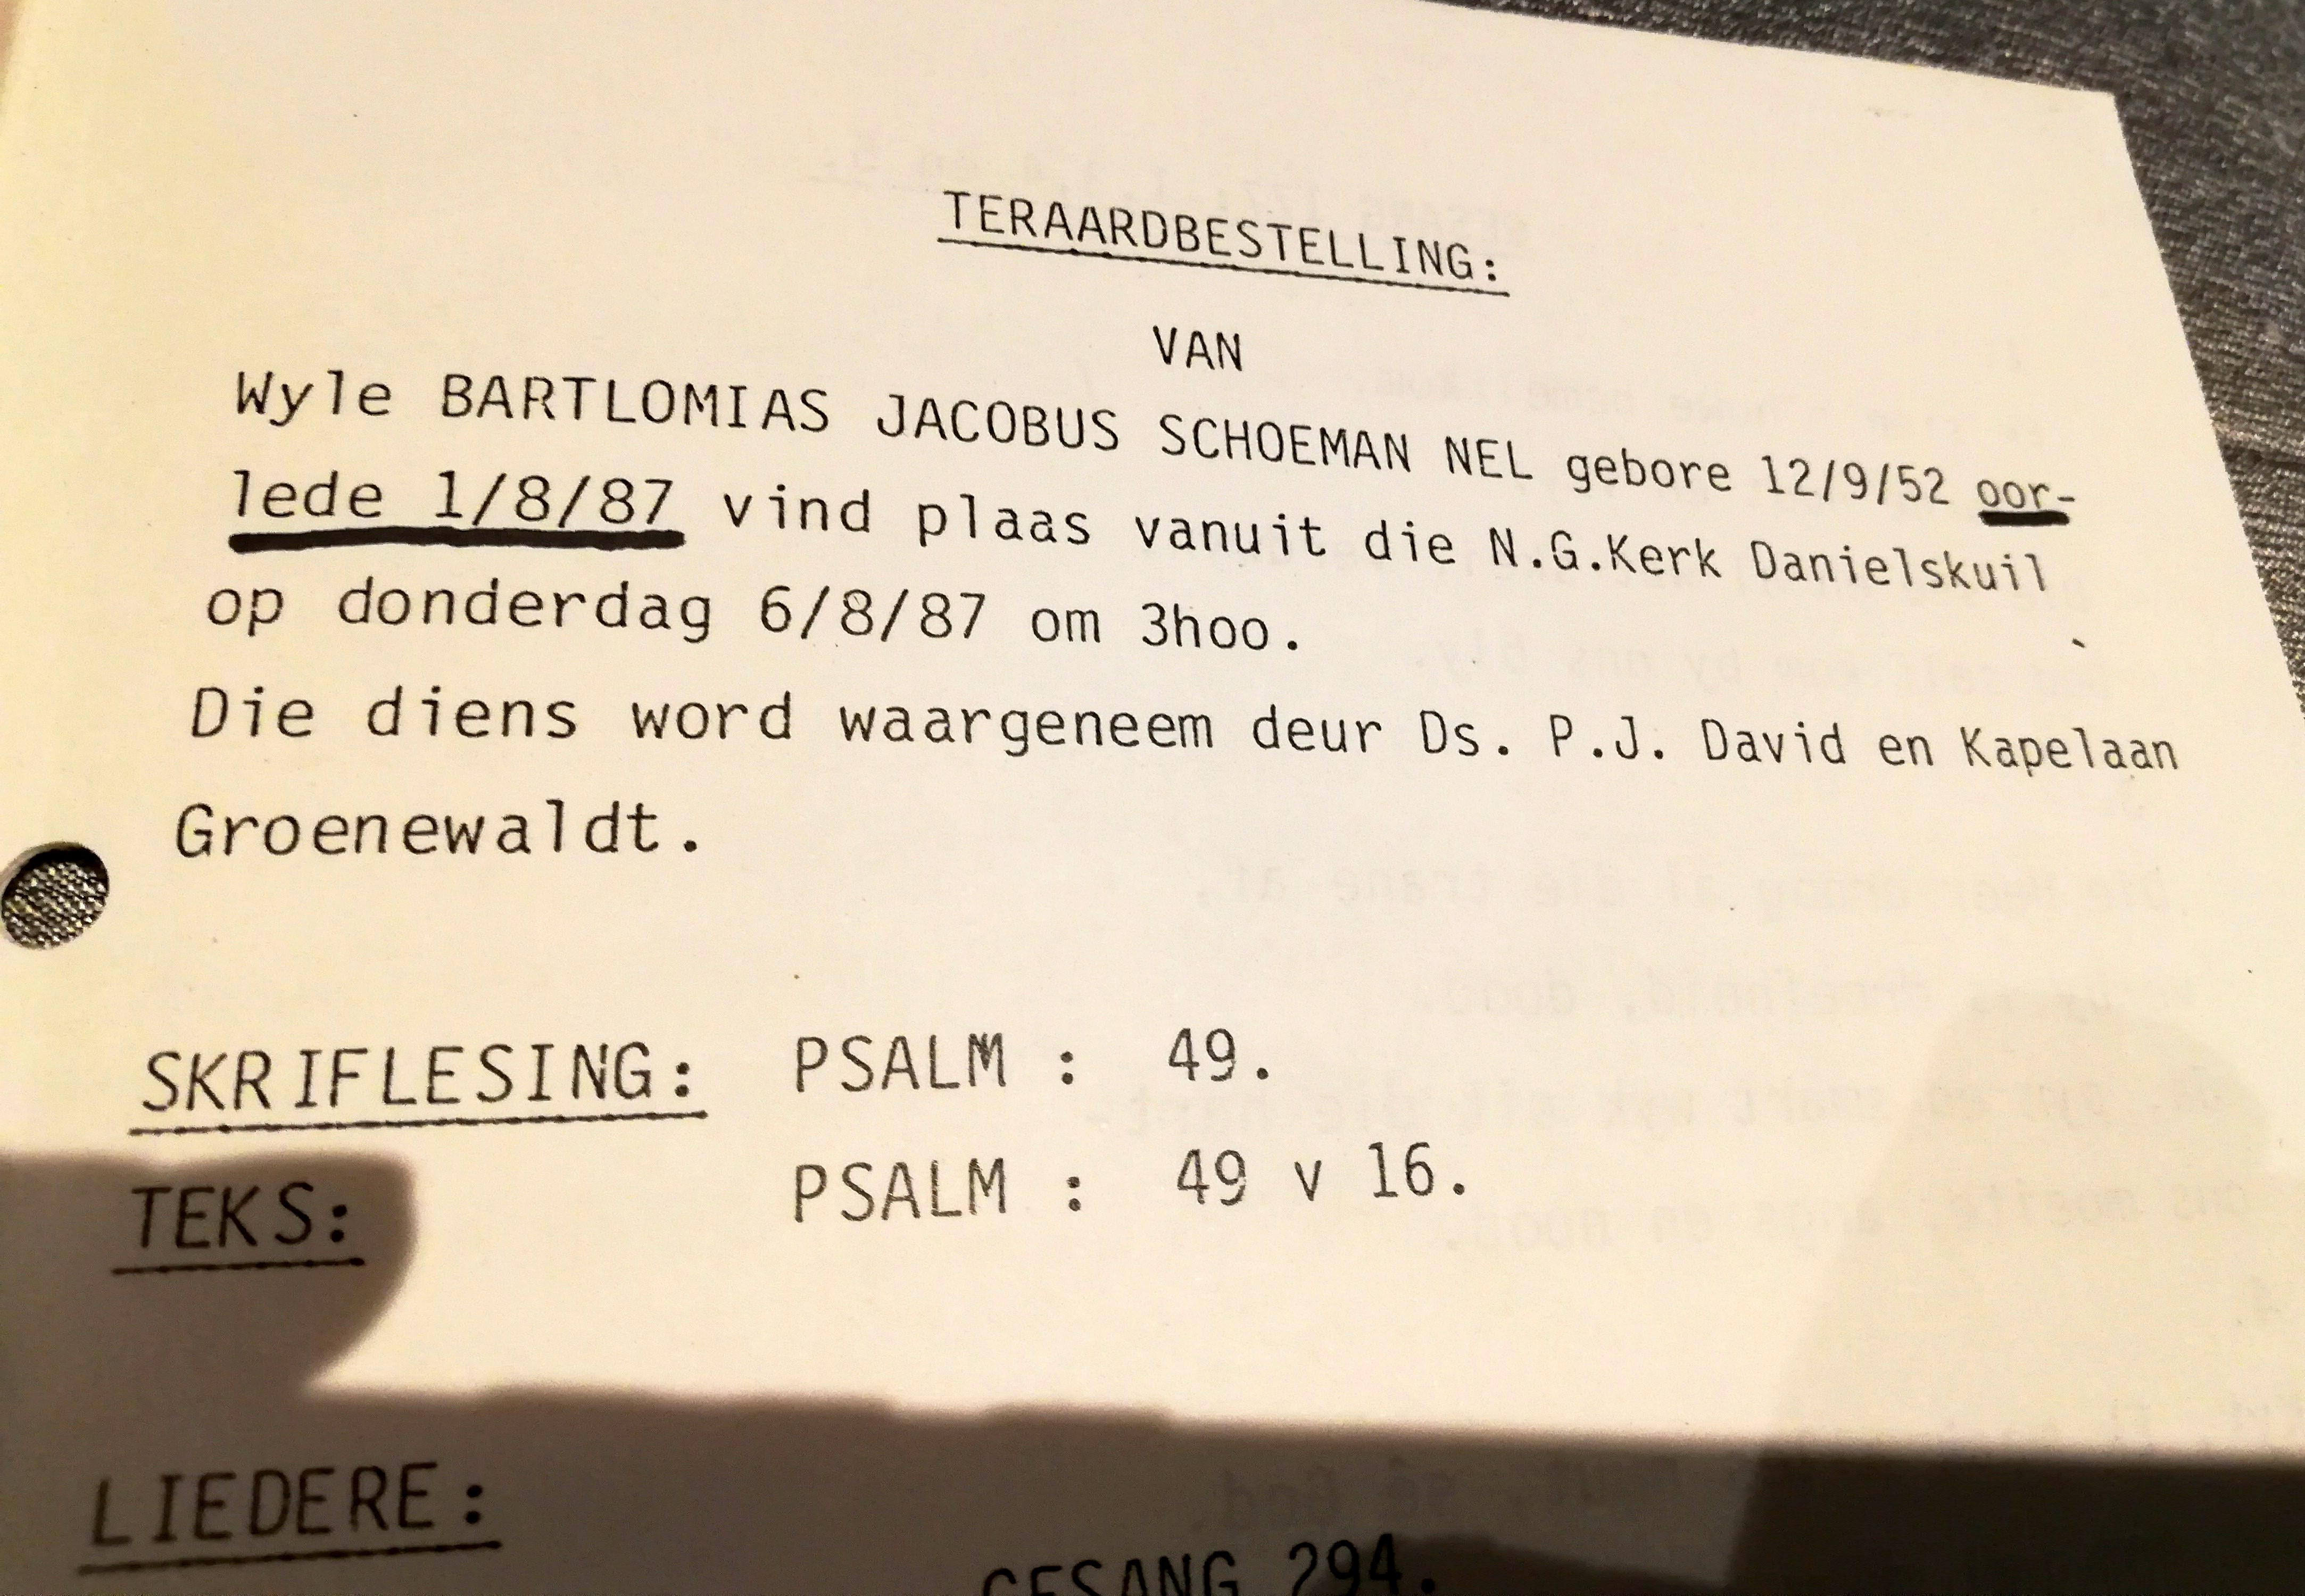 TERAARDBESTELLING:
VAN
Wyle BARTLOMIAS JACOBUS SCHOEMAN NEL gebore 12/9/52 oor-
lede 1/8/87 vind plaas vanuit die N.G.Kerk Danielskuil
op donderdag 6/8/87 om 3hoo.
Die diens word waargeneem deur Ds. P.J. David en Kapelaan
Groenewaldt.
SKRIFLESING: PSALM : 49.
TEKS: PSALM : 49 v 16.
LIEDERE:
GESANG 294.